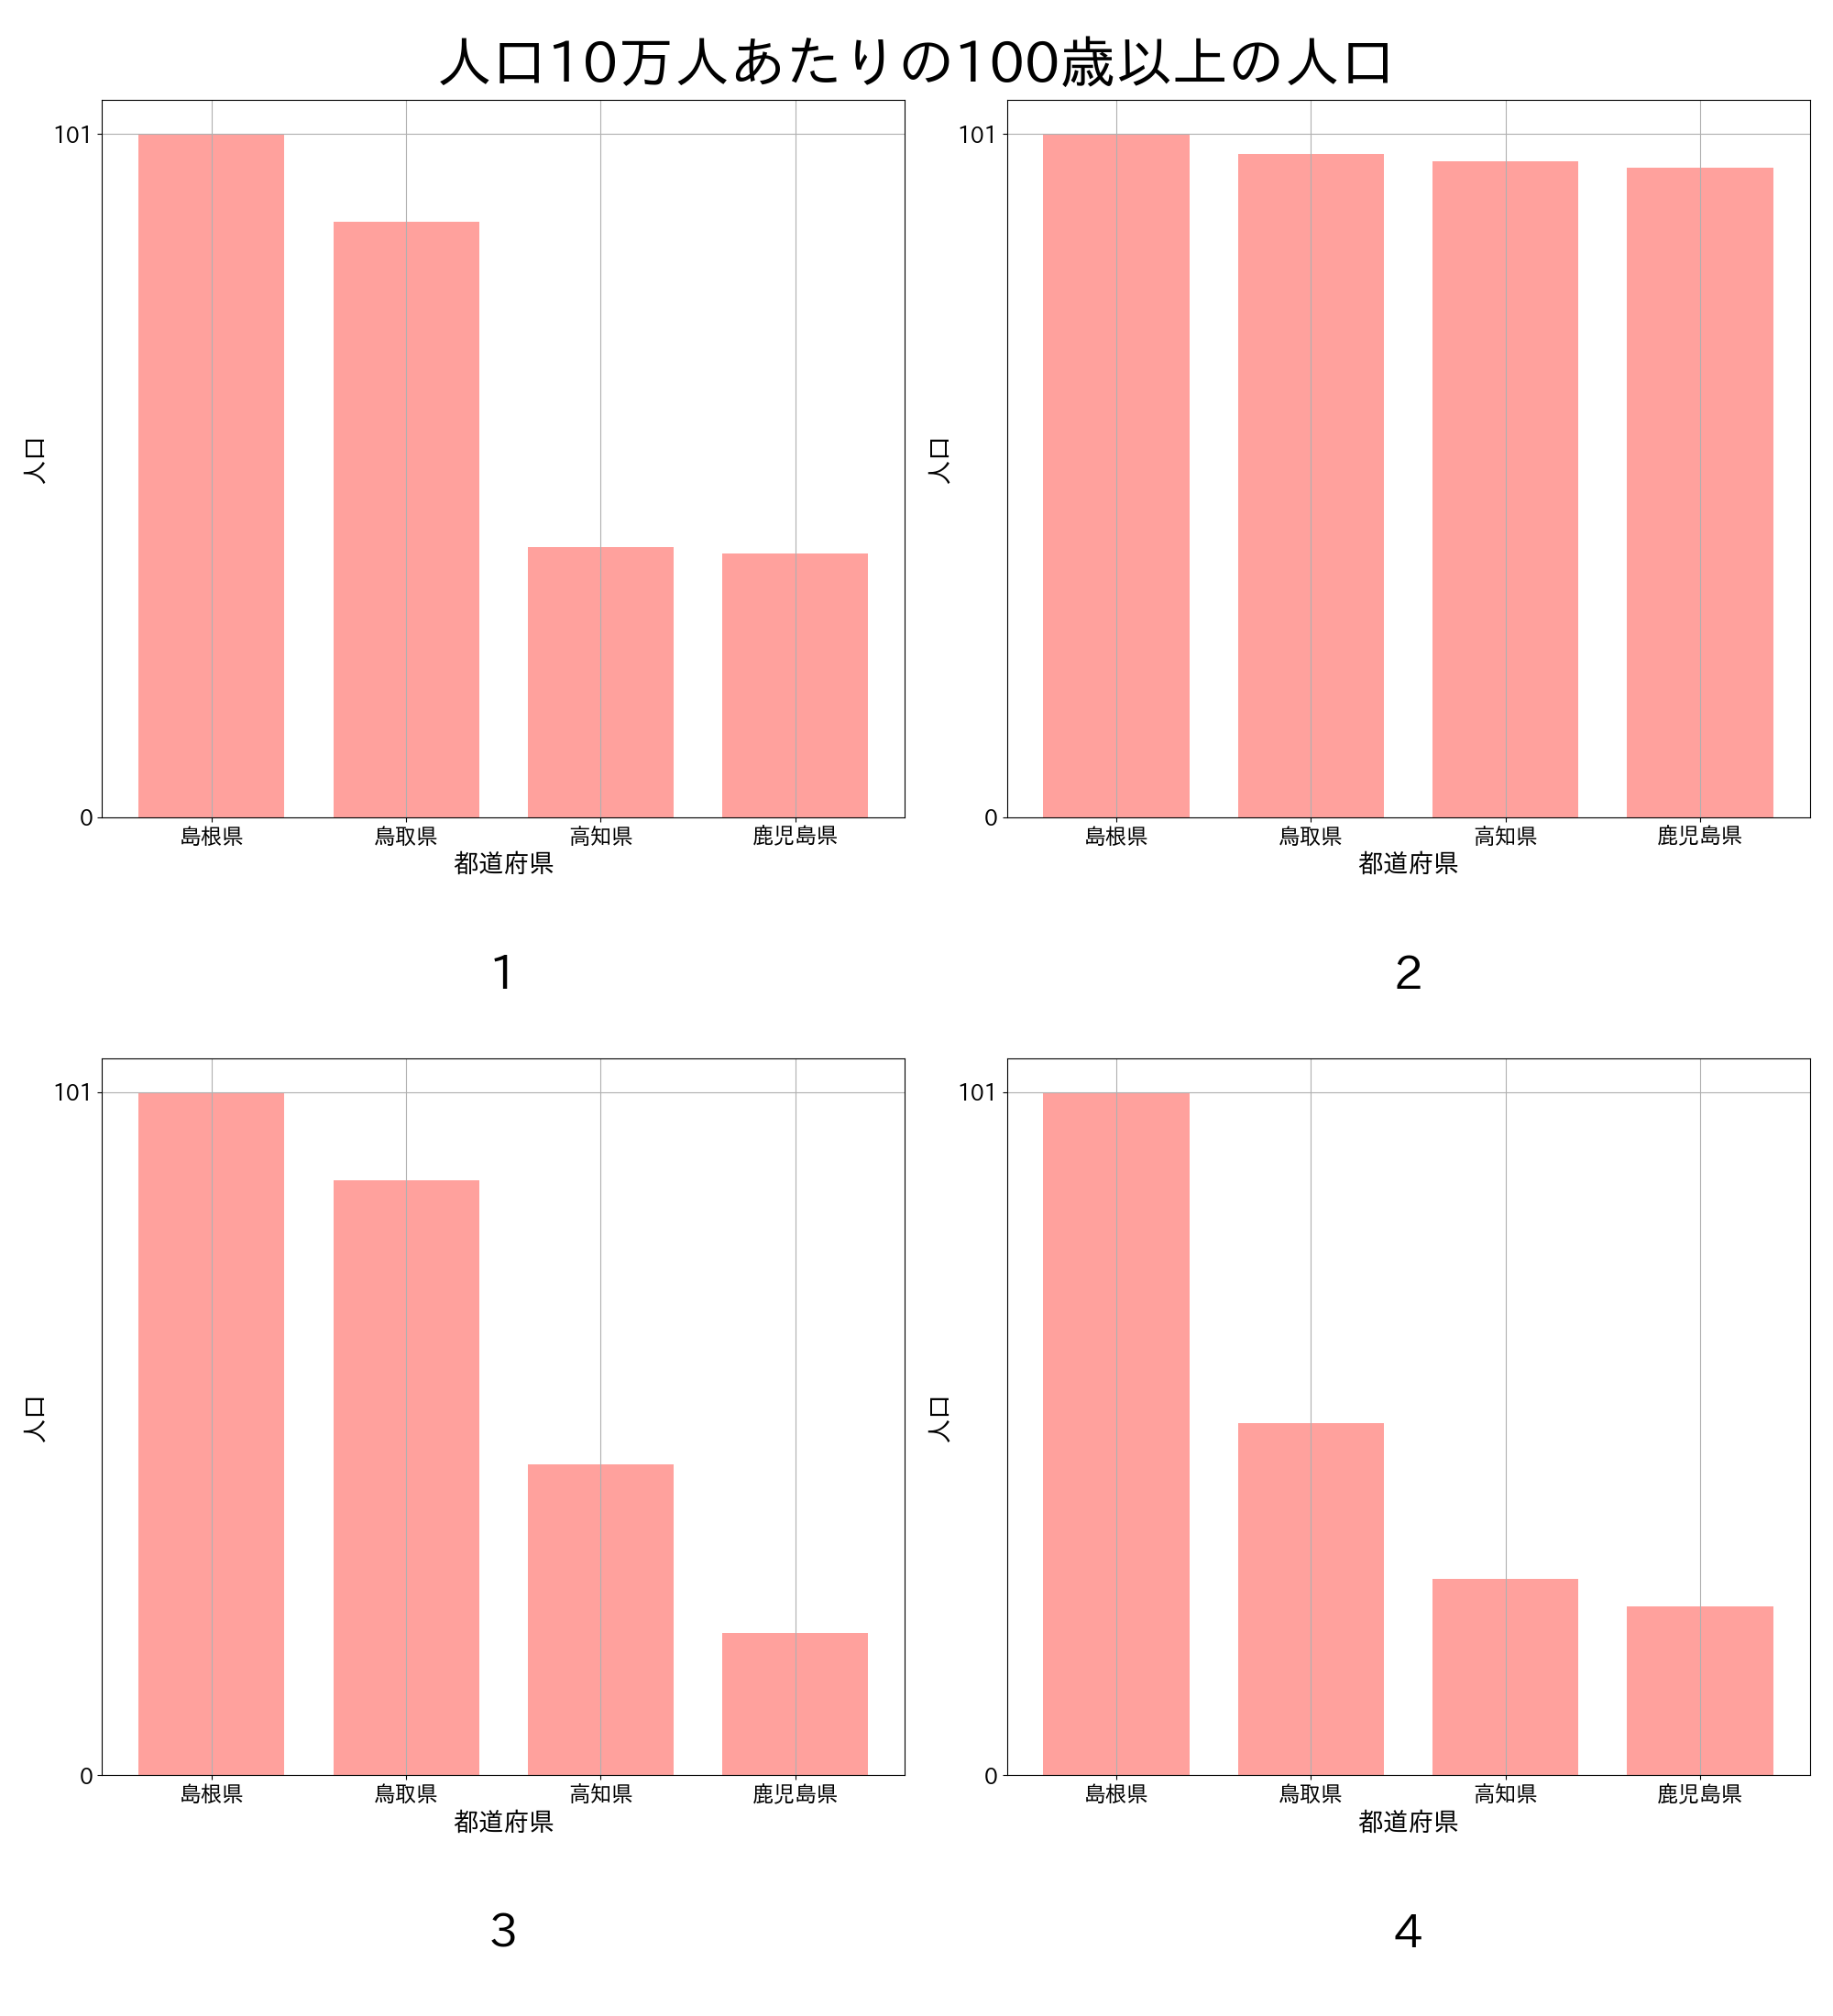 人口10万人あたりの100歳以上の人口
101
人口
0
島根県 鳥取県 高知県 鹿児島県
都道府県
1
101
人口
0
島根県 鳥取県 高知県 鹿児島県
都道府県
2
101
人口
0
島根県 鳥取県 高知県 鹿児島県
都道府県
3
101
人口
0
島根県 鳥取県 高知県 鹿児島県
都道府県
4